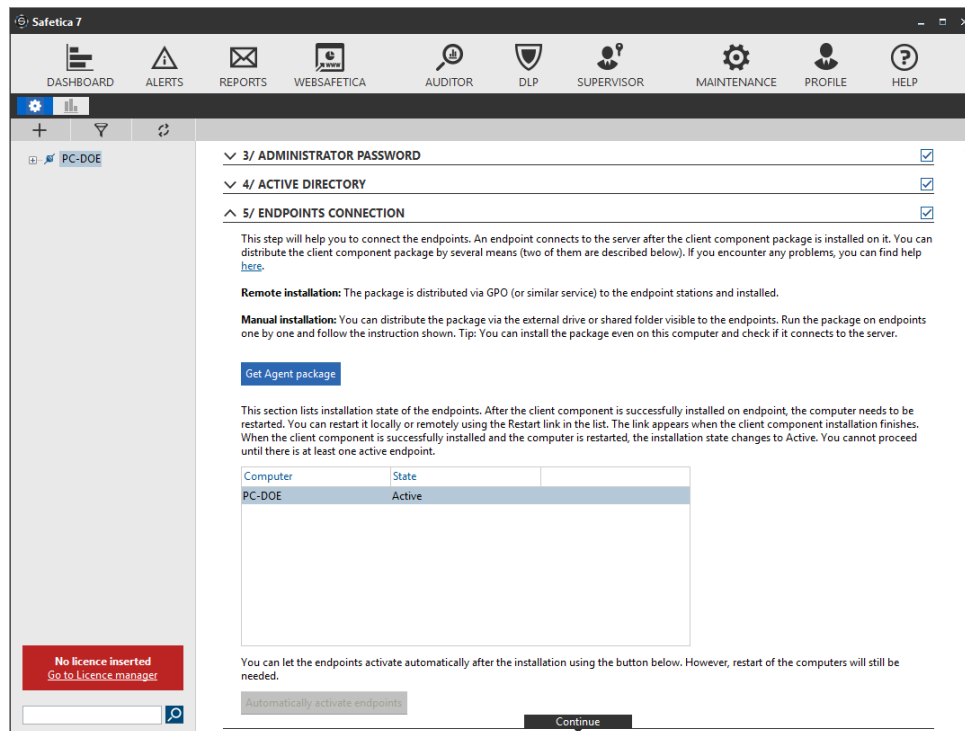 Safetica 7
DASHBOARD ALERTS REPORTS WEBSAFETICA AUDITOR DLP SUPERVISOR MAINTENANCE PROFILE HELP
PC-DOE
3/ ADMINISTRATOR PASSWORD
4/ ACTIVE DIRECTORY
5/ ENDPOINTS CONNECTION
This step will help you to connect the endpoints. An endpoint connects to the server after the client component package is installed on it. You can
distribute the client component package by several means (two of them are described below). If you encounter any problems, you can find help
here.
Remote installation: The package is distributed via GPO (or similar service) to the endpoint stations and installed.
Manual installation: You can distribute the package via the external drive or shared folder visible to the endpoints. Run the package on endpoints
one by one and follow the instruction shown. Tip: You can install the package even on this computer and check if it connects to the server.
Get Agent package
This section lists installation state of the endpoints. After the client component is successfully installed on endpoint, the computer needs to be
restarted. You can restart it locally or remotely using the Restart link in the list. The link appears when the client component installation finishes.
When the client component is successfully installed and the computer is restarted, the installation state changes to Active. You cannot proceed
until there is at least one active endpoint.
Computer State
PC-DOE Active
No licence inserted
Go to Licence manager
You can let the endpoints activate automatically after the installation using the button below. However, restart of the computers will still be
needed.
Automatically activate endpoints
Continue